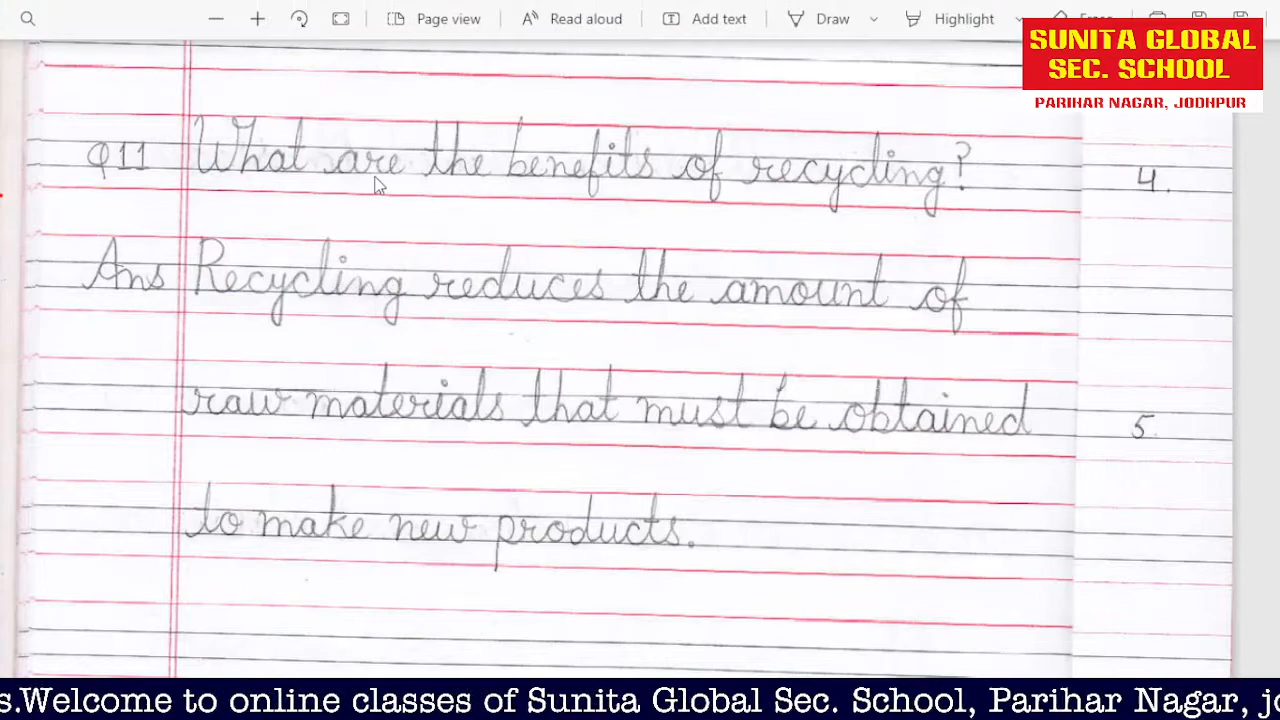 Page view
Read aloud
Add text
Draw
Highlight
SUNITA GLOBAL
SEC. SCHOOL
PARIHAR NAGAR, JODHPUR
Q11 What are the benefits of recycling?
4.
Ans Recycling reduces the amount of
raw materials that must be obtained
5.
to make new products.
s.Welcome to online classes of Sunita Global Sec. School, Parihar Nagar, jo